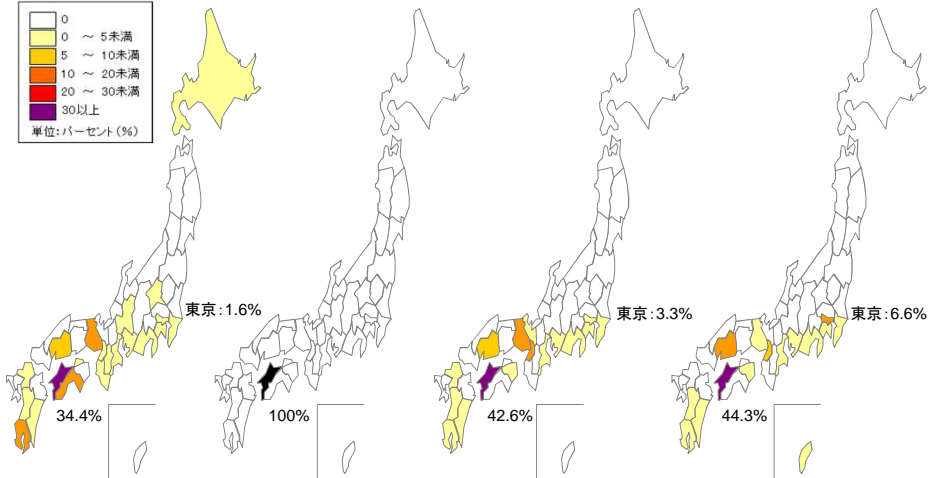 0
0 ～ 5未満
5 ～ 10未満
10 ～ 20未満
20 ～ 30未満
30以上
単位:パーセント(%)
東京:1.6%
東京:3.3%
東京:6.6%
34.4%
100%
42.6%
44.3%